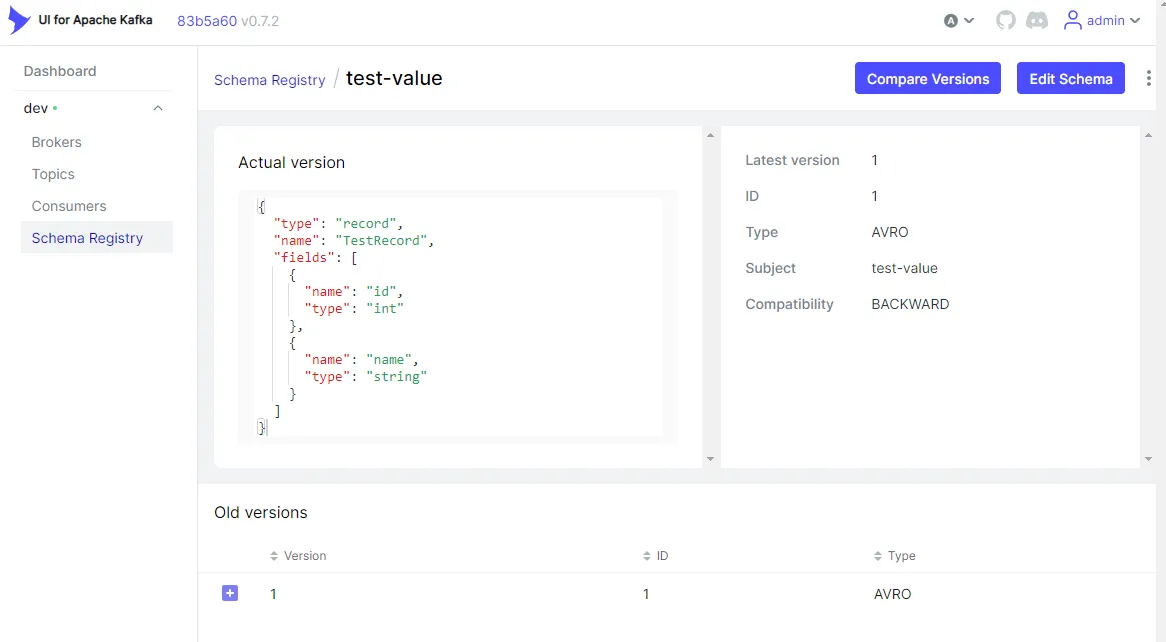 UI for Apache Kafka 83b5a60 v0.7.2 A admin
Dashboard
dev
Brokers
Topics
Consumers
Schema Registry
Schema Registry / test-value Compare Versions Edit Schema
Actual version
{
"type": "record",
"name": "TestRecord",
"fields": [
{
"name": "id",
"type": "int"
},
{
"name": "name",
"type": "string"
}
]
}
Latest version 1
ID 1
Type AVRO
Subject test-value
Compatibility BACKWARD
Old versions
Version ID Type
1 1 AVRO